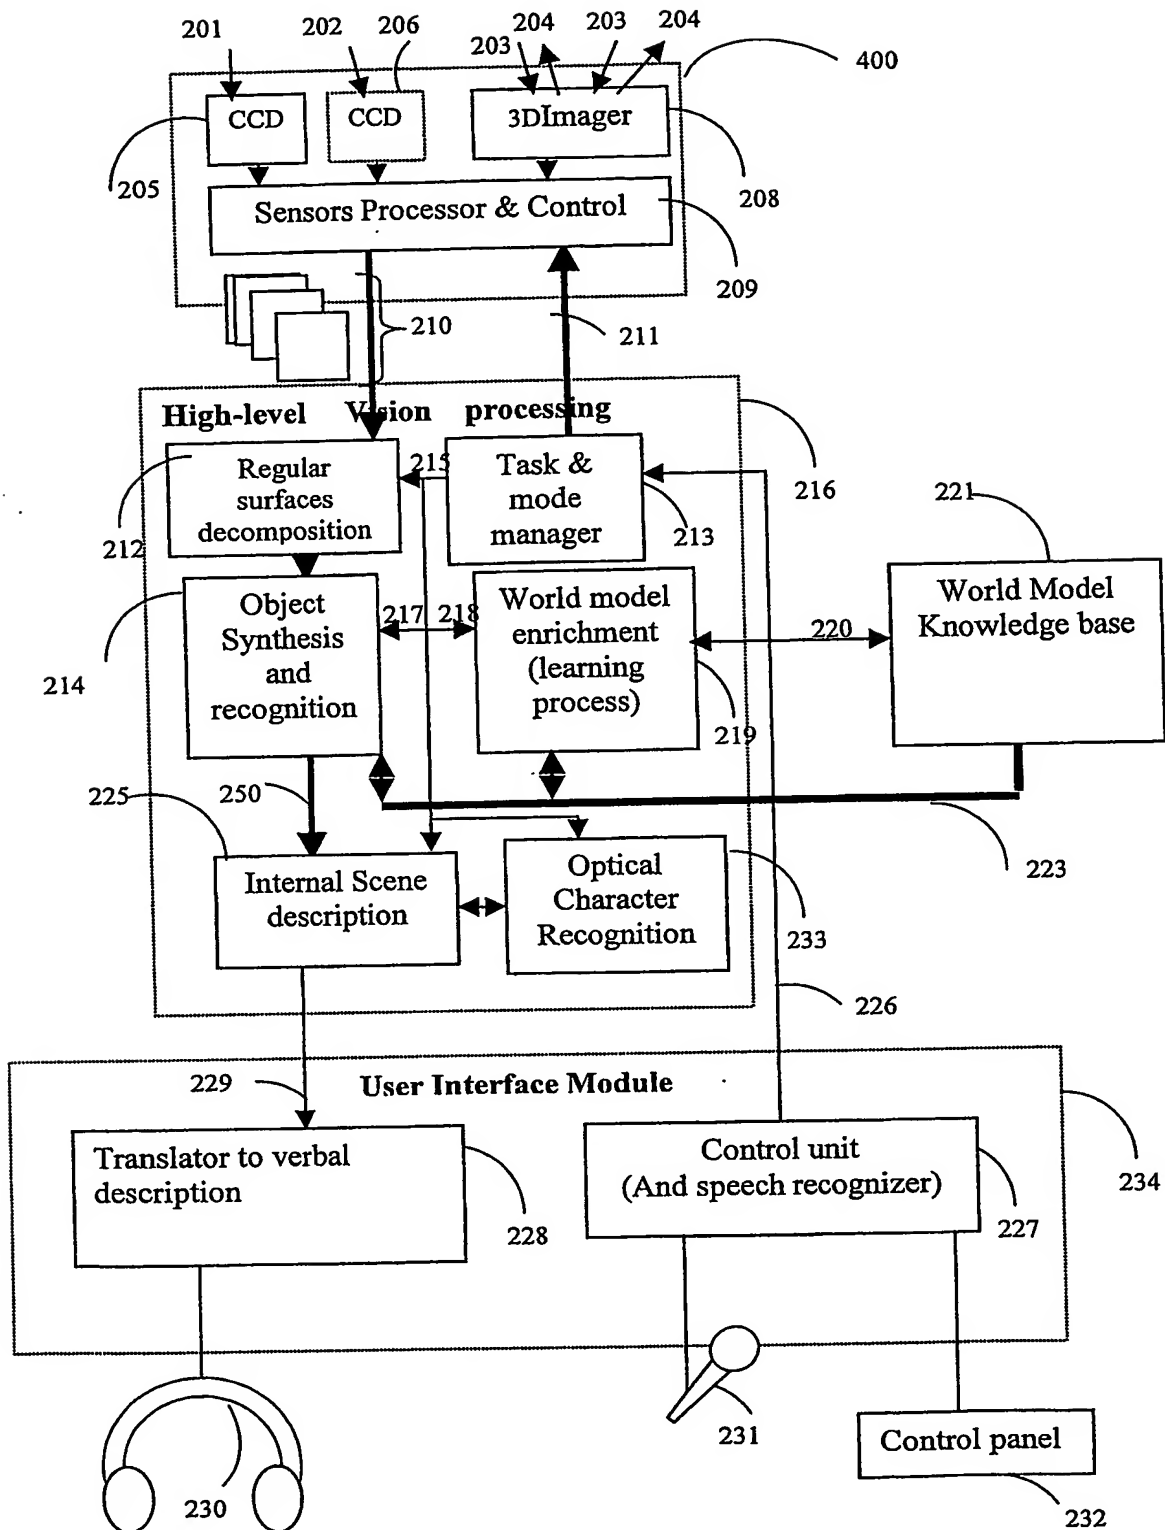 201
202
206
204
203
203
204
400
CCD
CCD
3DImager
205
208
Sensors Processor & Control
209
210
211
High-level Vision processing
Regular
surfaces
decomposition
215
Task &
mode
manager
216
212
213
221
Object
Synthesis
and
recognition
217
218
World model
enrichment
(learning
process)
220
World Model
Knowledge base
214
219
225
250
223
Internal Scene
description
Optical
Character
Recognition
233
226
229
User Interface Module
Translator to verbal
description
228
Control unit
(And speech recognizer)
227
234
230
231
Control panel
232